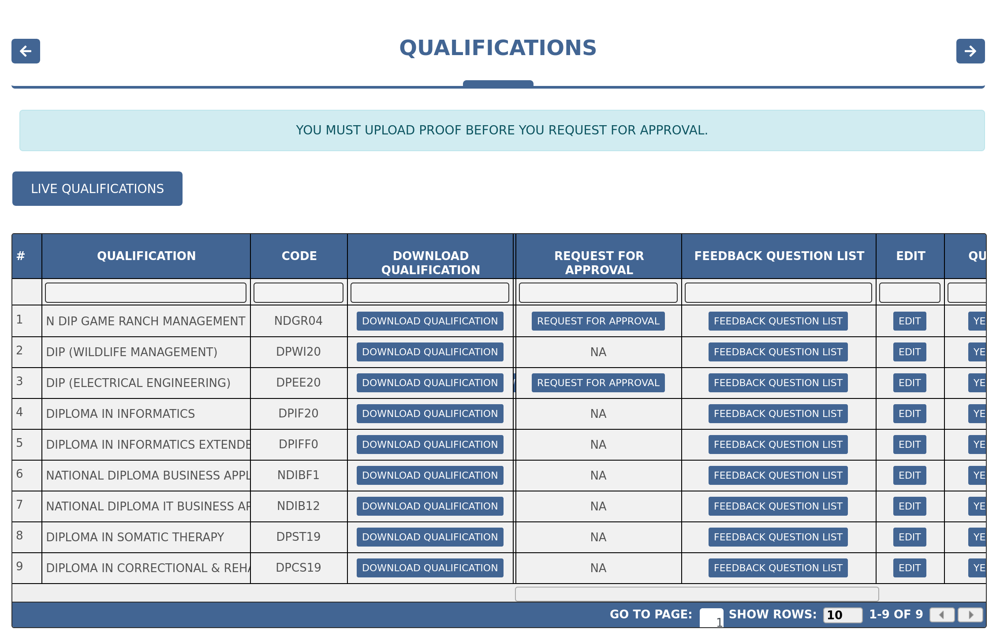 QUALIFICATIONS
YOU MUST UPLOAD PROOF BEFORE YOU REQUEST FOR APPROVAL.
LIVE QUALIFICATIONS
# QUALIFICATION CODE DOWNLOAD QUALIFICATION REQUEST FOR APPROVAL FEEDBACK QUESTION LIST EDIT QU
1 N DIP GAME RANCH MANAGEMENT NDGR04 DOWNLOAD QUALIFICATION REQUEST FOR APPROVAL FEEDBACK QUESTION LIST EDIT YE
2 DIP (WILDLIFE MANAGEMENT) DPWI20 DOWNLOAD QUALIFICATION NA FEEDBACK QUESTION LIST EDIT YE
3 DIP (ELECTRICAL ENGINEERING) DPEE20 DOWNLOAD QUALIFICATION REQUEST FOR APPROVAL FEEDBACK QUESTION LIST EDIT YE
4 DIPLOMA IN INFORMATICS DPIF20 DOWNLOAD QUALIFICATION NA FEEDBACK QUESTION LIST EDIT YE
5 DIPLOMA IN INFORMATICS EXTENDE DPIFF0 DOWNLOAD QUALIFICATION NA FEEDBACK QUESTION LIST EDIT YE
6 NATIONAL DIPLOMA BUSINESS APPL NDIBF1 DOWNLOAD QUALIFICATION NA FEEDBACK QUESTION LIST EDIT YE
7 NATIONAL DIPLOMA IT BUSINESS AP NDIB12 DOWNLOAD QUALIFICATION NA FEEDBACK QUESTION LIST EDIT YE
8 DIPLOMA IN SOMATIC THERAPY DPST19 DOWNLOAD QUALIFICATION NA FEEDBACK QUESTION LIST EDIT YE
9 DIPLOMA IN CORRECTIONAL & REHA DPCS19 DOWNLOAD QUALIFICATION NA FEEDBACK QUESTION LIST EDIT YE
GO TO PAGE: 1 SHOW ROWS: 10 1-9 OF 9